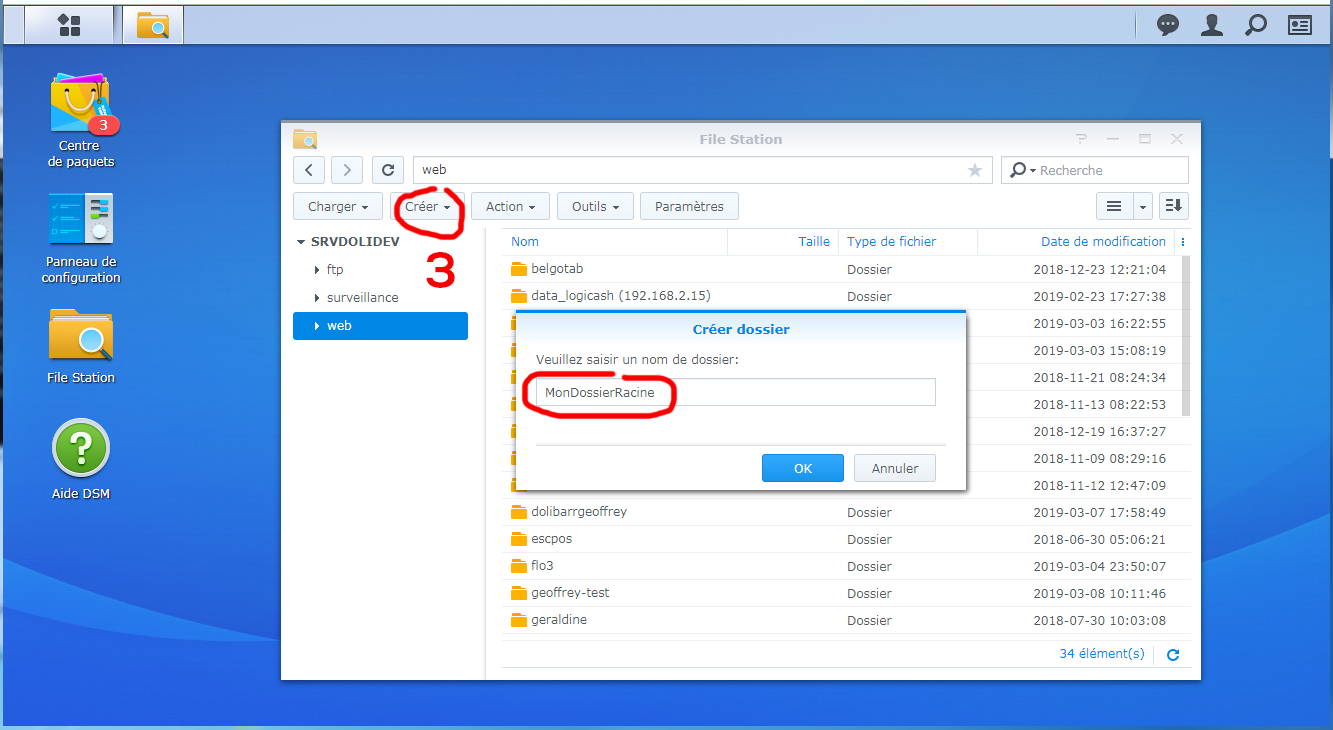 3
Centre
de paquets
Panneau de
configuration
File Station
Aide DSM
File Station
web
Recherche
Charger
Créer
Action
Outils
Paramètres
3
SRVDOLIDEV
ftp
surveillance
web
Nom Taille Type de fichier Date de modification
belgotab Dossier 2018-12-23 12:21:04
data_logicash (192.168.2.15) Dossier 2019-02-23 17:27:38
2019-03-03 16:22:55
2019-03-03 15:08:19
2018-11-21 08:24:34
2018-11-13 08:22:53
2018-12-19 16:37:27
2018-11-09 08:29:16
2018-11-12 12:47:09
Créer dossier
Veuillez saisir un nom de dossier:
MonDossierRacine
OK
Annuler
dolibarrgeoffrey Dossier 2019-03-07 17:58:49
escpos Dossier 2018-06-30 05:06:21
flo3 Dossier 2019-03-04 23:50:07
geoffrey-test Dossier 2019-03-08 10:11:46
geraldine Dossier 2018-07-30 10:03:08
34 élément(s)